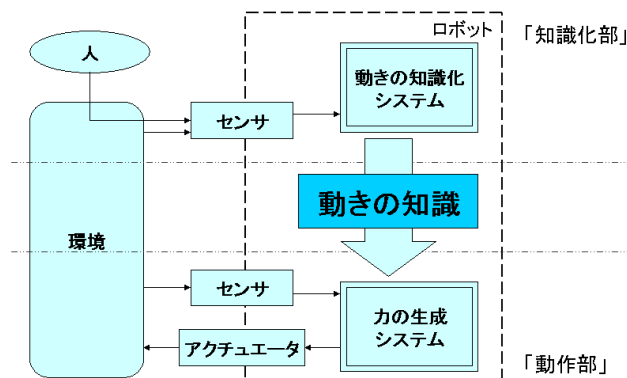 ロボット
「知識化部」
人
動きの知識化
システム
センサ
動きの知識
環境
センサ
力の生成
システム
アクチュエータ
「動作部」